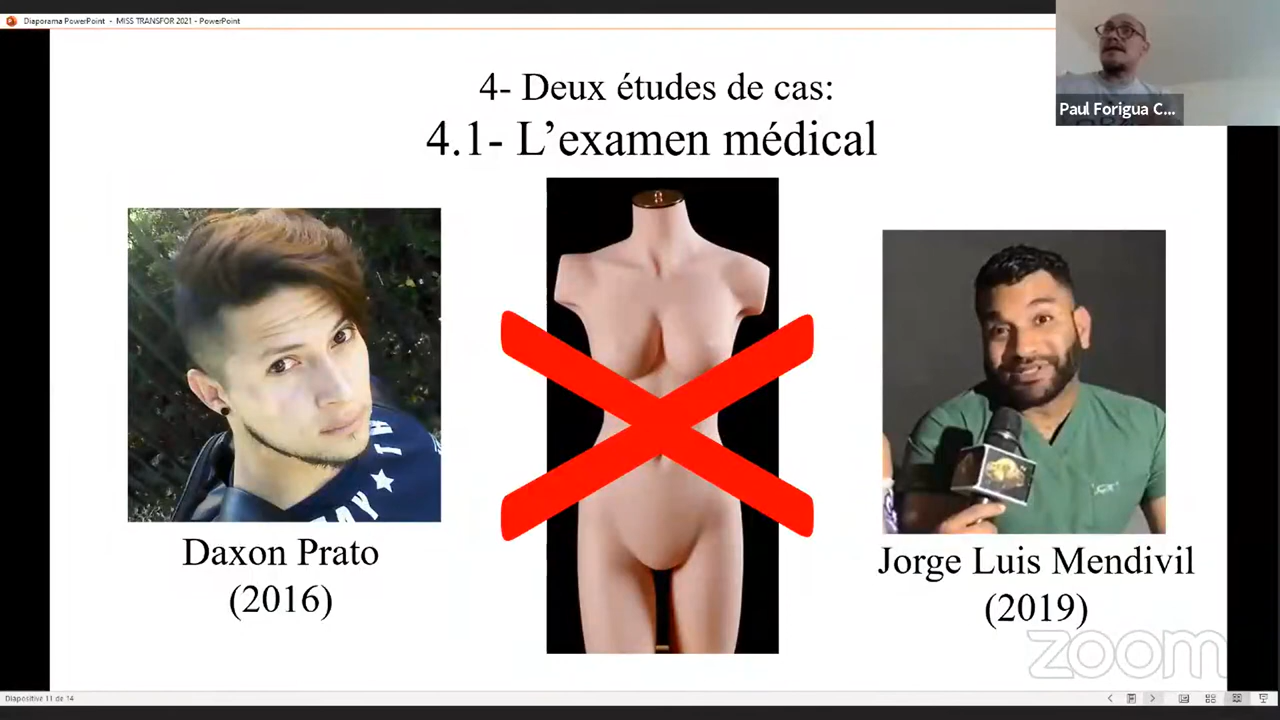 Diaporama PowerPoint - MISS TRANSFOR 2021 - PowerPoint
Paul Forigua C...
4- Deux études de cas:
4.1- L’examen médical
Daxon Prato
(2016)
Jorge Luis Mendivil
(2019)
zoom
Diapositive 11 de 14